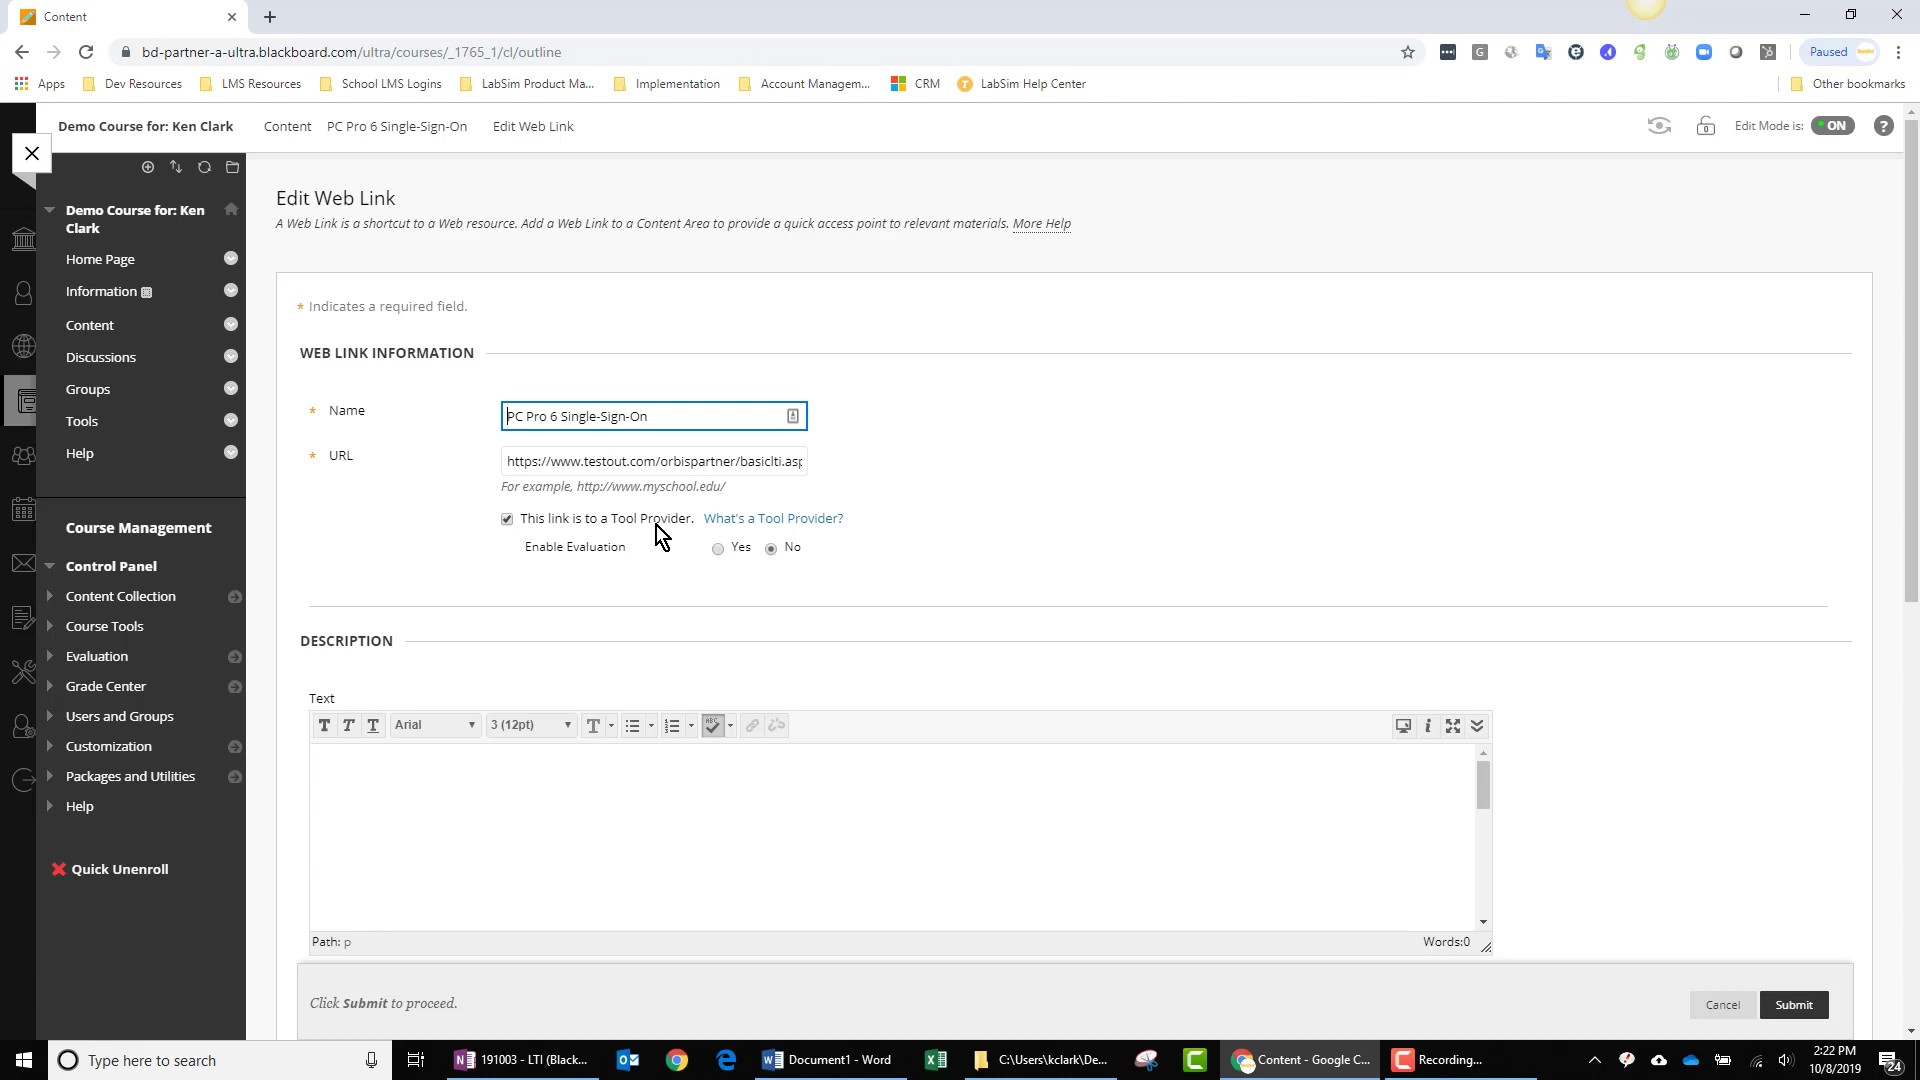 Content
bd-partner-a-ultra.blackboard.com/ultra/courses/_1765_1/cl/outline
Paused
Apps
Dev Resources
LMS Resources
School LMS Logins
LabSim Product Ma...
Implementation
Account Managem...
CRM
LabSim Help Center
Other bookmarks
Demo Course for: Ken Clark
Content
PC Pro 6 Single-Sign-On
Edit Web Link
Edit Mode is:
ON
?
Demo Course for: Ken
Clark
Home Page
Information
Content
Discussions
Groups
Tools
Help
Course Management
Control Panel
Content Collection
Course Tools
Evaluation
Grade Center
Users and Groups
Customization
Packages and Utilities
Help
Quick Unenroll
Edit Web Link
A Web Link is a shortcut to a Web resource. Add a Web Link to a Content Area to provide a quick access point to relevant materials. More Help
* Indicates a required field.
WEB LINK INFORMATION
* Name
PC Pro 6 Single-Sign-On
* URL
https://www.testout.com/orbispartner/basiclti.asp
For example, http://www.myschool.edu/
This link is to a Tool Provider. What's a Tool Provider?
Enable Evaluation
Yes
No
DESCRIPTION
Text
T T T Arial 3 (12pt) T ABC i
Path: p
Words:0
Click Submit to proceed.
Cancel
Submit
Type here to search
191003 - LTI (Black...
Document1 - Word
C:\Users\kclark\De...
Content - Google C...
Recording...
2:22 PM
10/8/2019
24